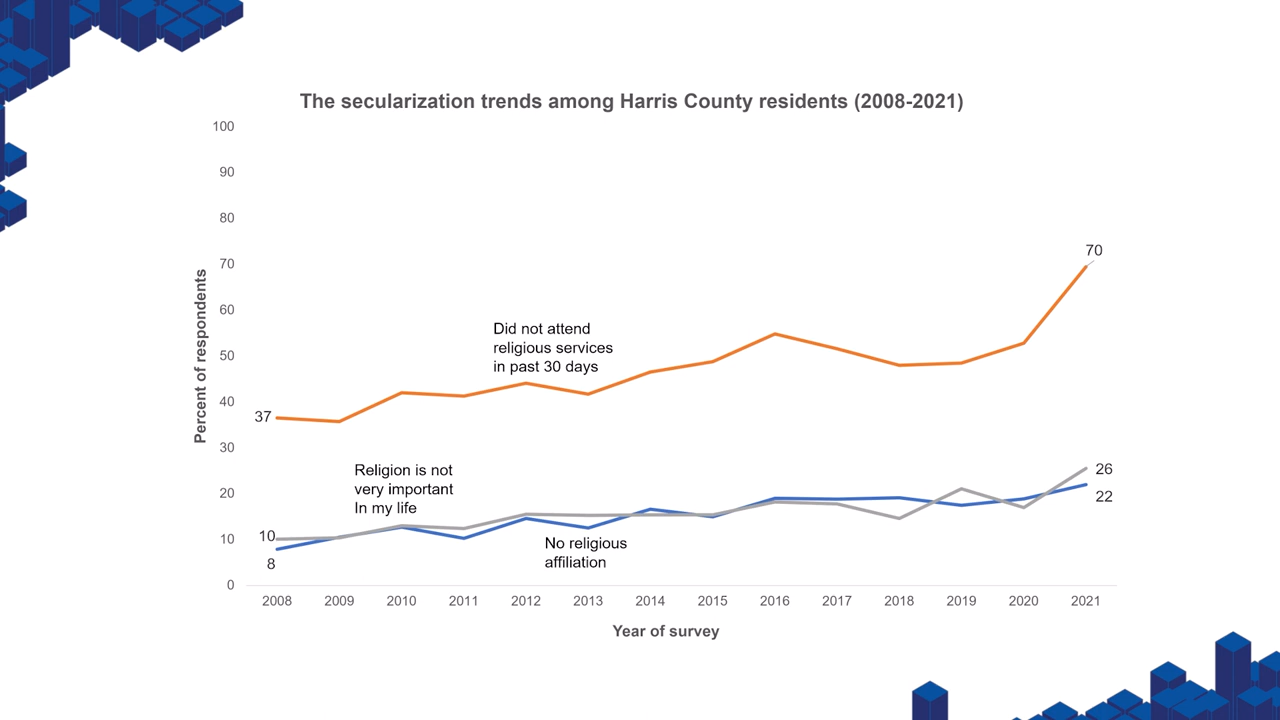 The secularization trends among Harris County residents (2008-2021)
100
90
80
70
60
50
40
30
20
10
0
Percent of respondents
70
Did not attend
religious services
in past 30 days
37
Religion is not
very important
In my life
26
22
10
8
No religious
affiliation
2008 2009 2010 2011 2012 2013 2014 2015 2016 2017 2018 2019 2020 2021
Year of survey